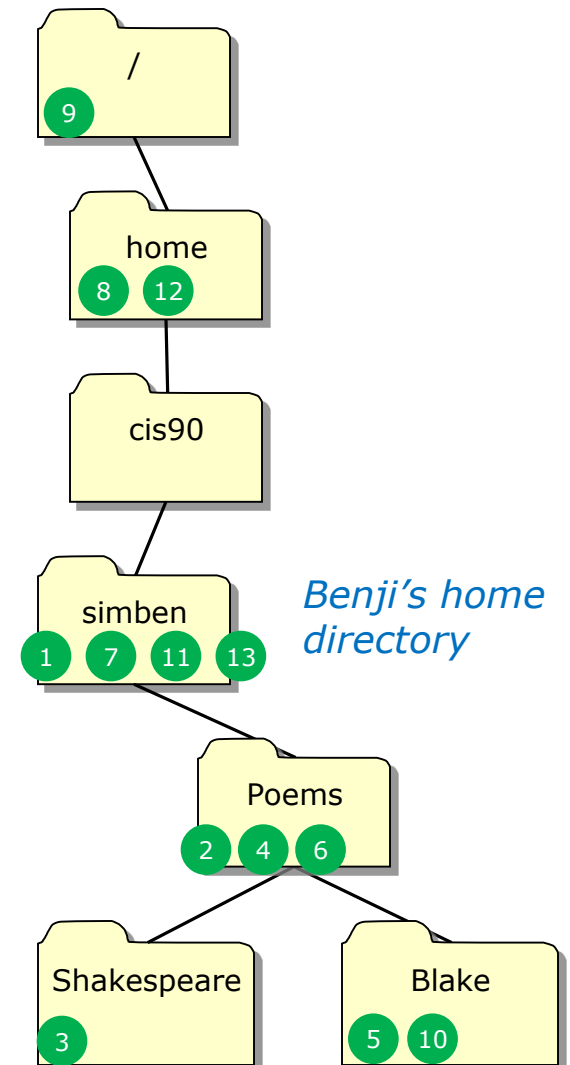 /
9
home
8 12
cis90
simben
1 7 11 13
Benji's home
directory
Poems
2 4 6
Shakespeare
3
Blake
5 10